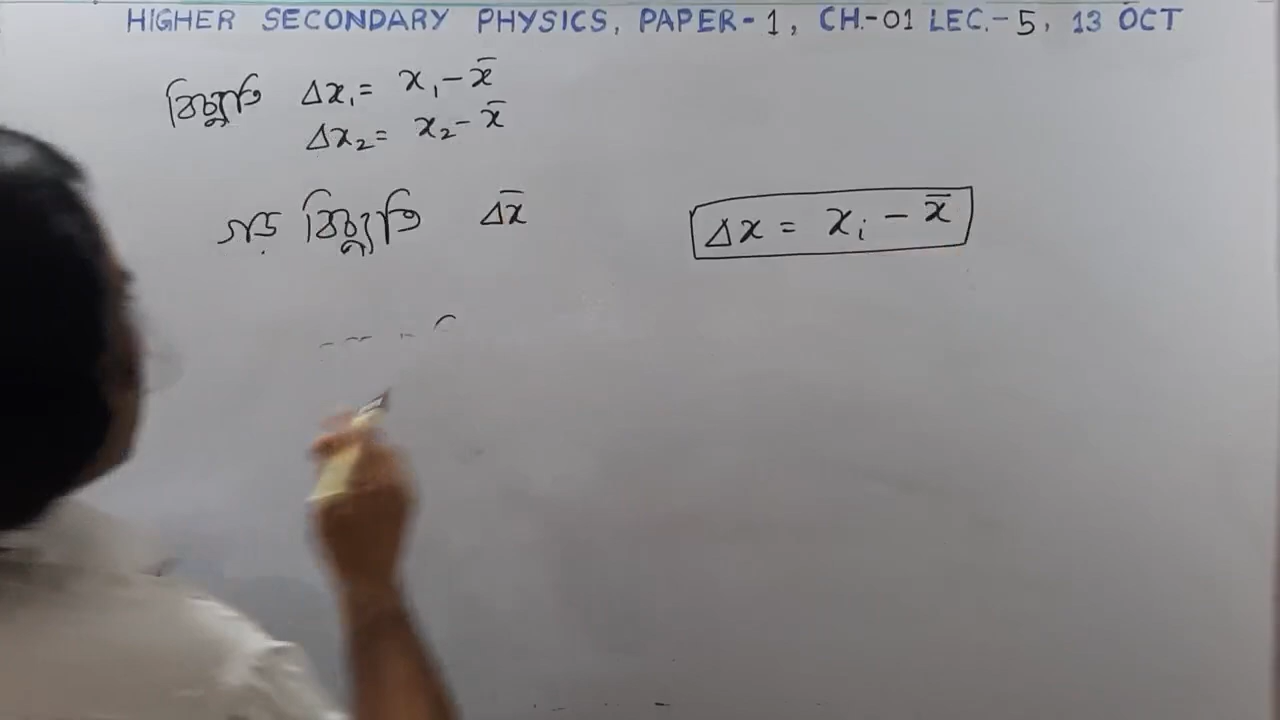 HIGHER SECONDARY PHYSICS, PAPER-1, CH.-01 LEC.-5, 13 OCT
বিচ্যুতি Δx₁ = x₁ - x̄
Δx₂ = x₂ - x̄
গড় বিচ্যুতি Δx̄
Δx = xᵢ - x̄